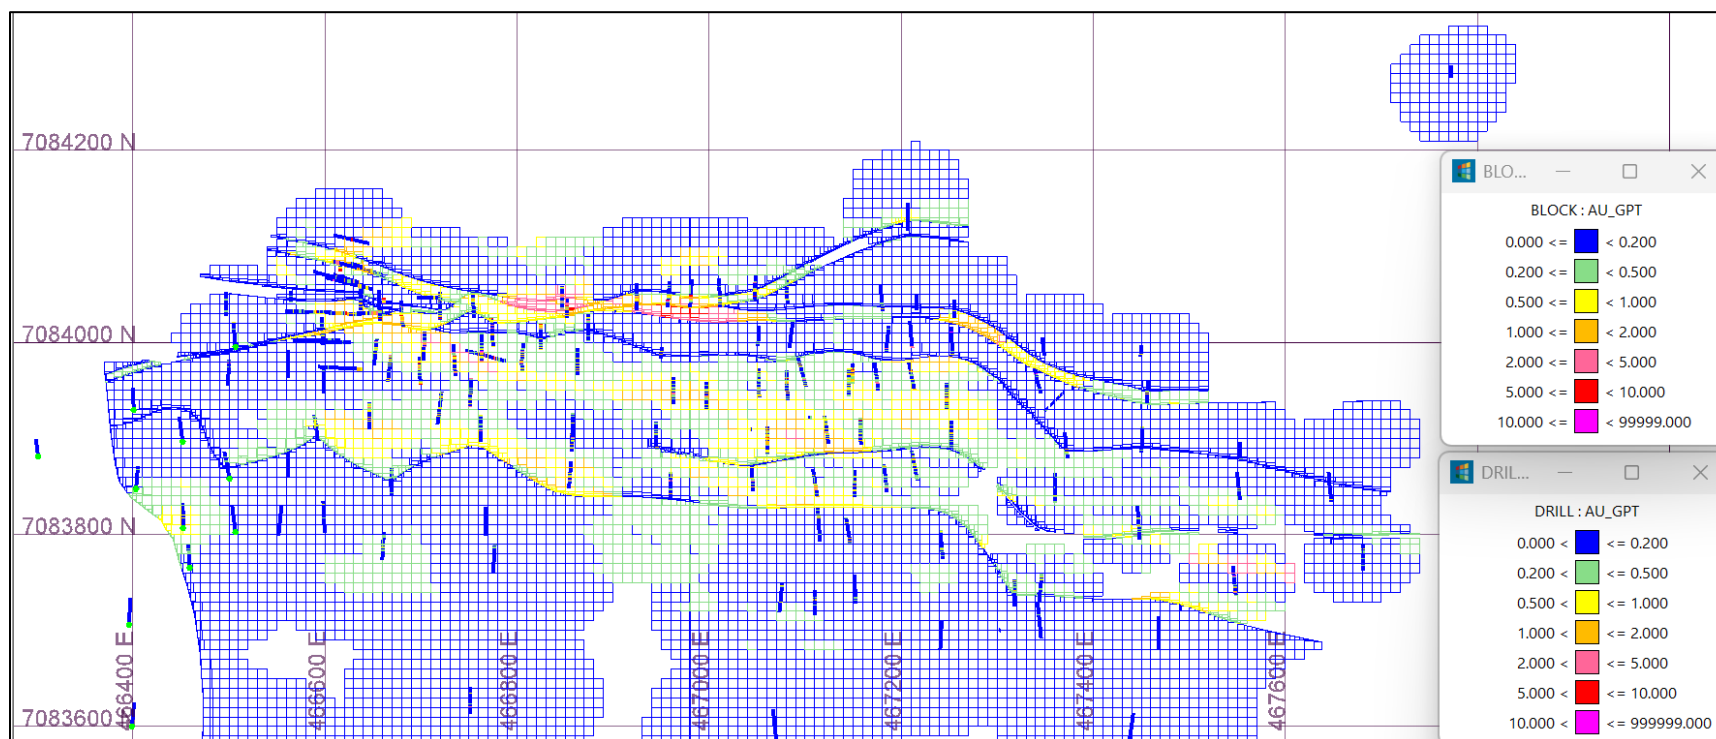 7084200 N
7084000 N
7083800 N
7083600 N
466400 E
466600 E
466800 E
467000 E
467200 E
467400 E
467600 E
BLO...
BLOCK : AU_GPT
0.000 <= < 0.200
0.200 <= < 0.500
0.500 <= < 1.000
1.000 <= < 2.000
2.000 <= < 5.000
5.000 <= < 10.000
10.000 <= < 99999.000
DRIL...
DRILL : AU_GPT
0.000 < <= 0.200
0.200 < <= 0.500
0.500 < <= 1.000
1.000 < <= 2.000
2.000 < <= 5.000
5.000 < <= 10.000
10.000 < <= 999999.000